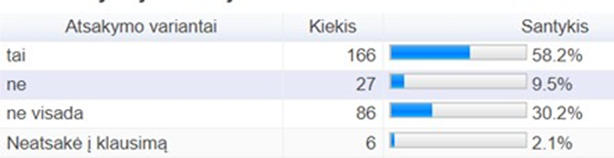 Atsakymo variantai Kiekis Santykis
tai 166 58.2%
ne 27 9.5%
ne visada 86 30.2%
Neatsakė į klausimą 6 2.1%